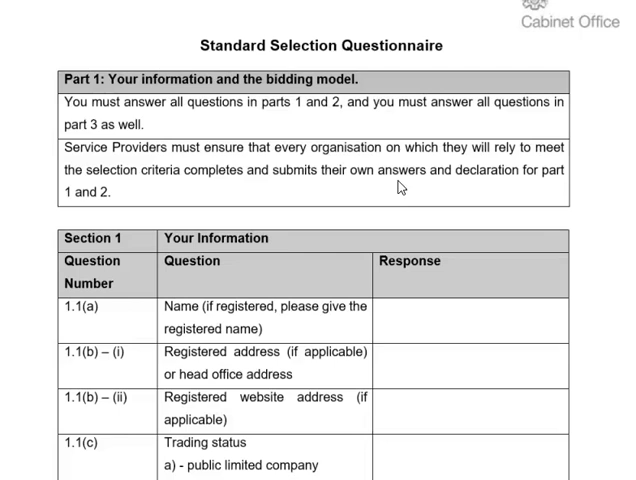 Cabinet Office
Standard Selection Questionnaire
Part 1: Your information and the bidding model.
You must answer all questions in parts 1 and 2, and you must answer all questions in
part 3 as well.
Service Providers must ensure that every organisation on which they will rely to meet
the selection criteria completes and submits their own answers and declaration for part
1 and 2.
Section 1 Your Information
Question Number Question Response
1.1(a) Name (if registered, please give the
registered name)
1.1(b) – (i) Registered address (if applicable)
or head office address
1.1(b) – (ii) Registered website address (if
applicable)
1.1(c) Trading status
a) - public limited company